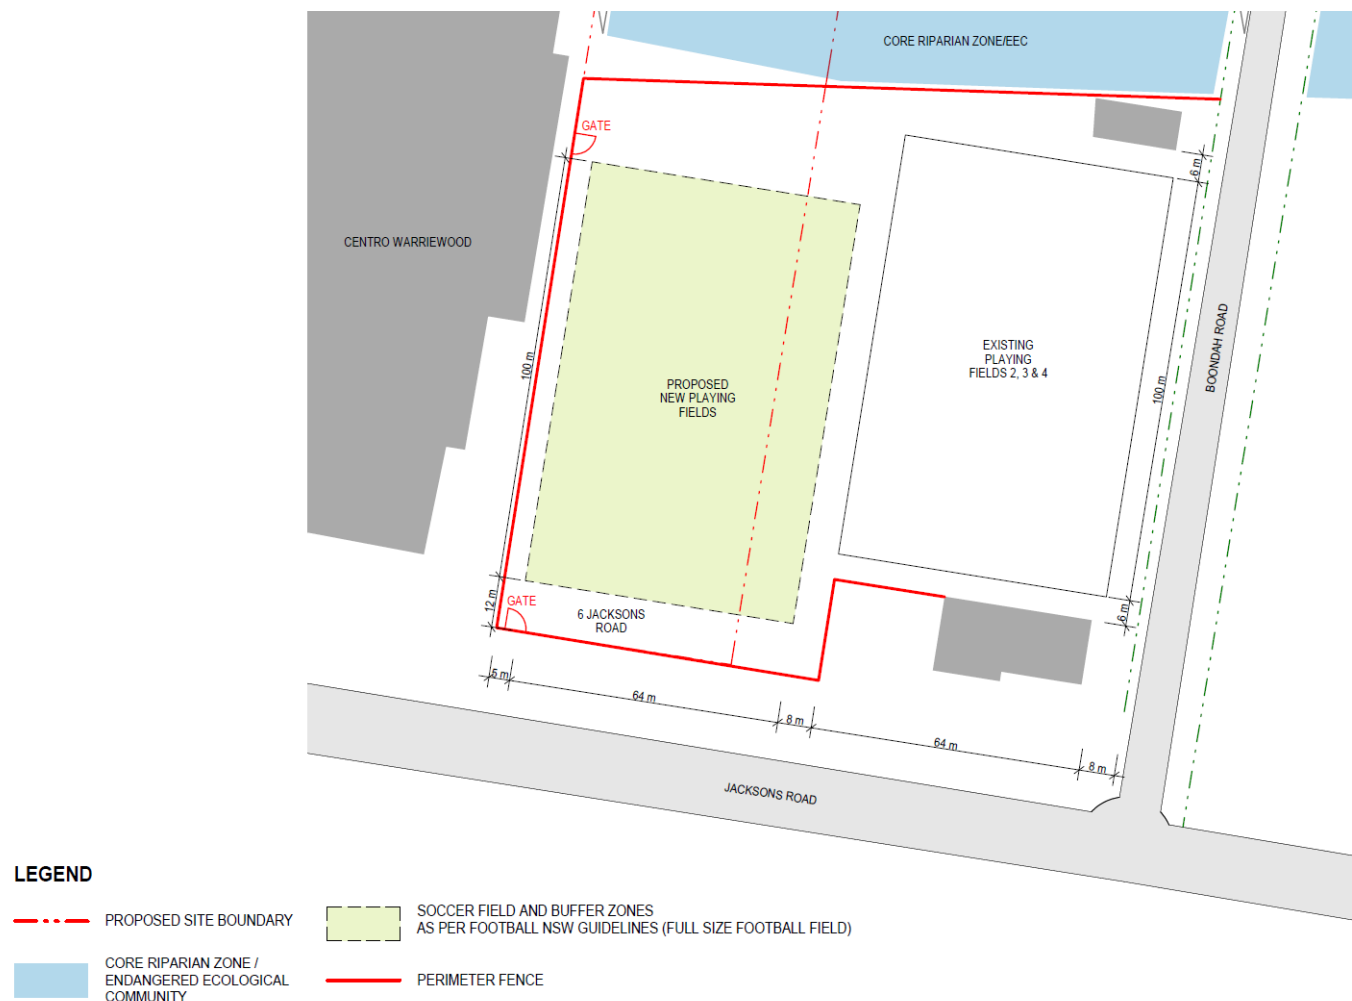 CORE RIPARIAN ZONE/EEC
GATE
6 m
CENTRO WARRIEWOOD
100 m
PROPOSED
NEW PLAYING
FIELDS
EXISTING
PLAYING
FIELDS 2, 3 & 4
100 m
BOONDAH ROAD
12 m
GATE
6 JACKSONS
ROAD
6 m
5 m
64 m
8 m
64 m
8 m
JACKSONS ROAD
LEGEND
PROPOSED SITE BOUNDARY
SOCCER FIELD AND BUFFER ZONES
AS PER FOOTBALL NSW GUIDELINES (FULL SIZE FOOTBALL FIELD)
CORE RIPARIAN ZONE /
ENDANGERED ECOLOGICAL
COMMUNITY
PERIMETER FENCE